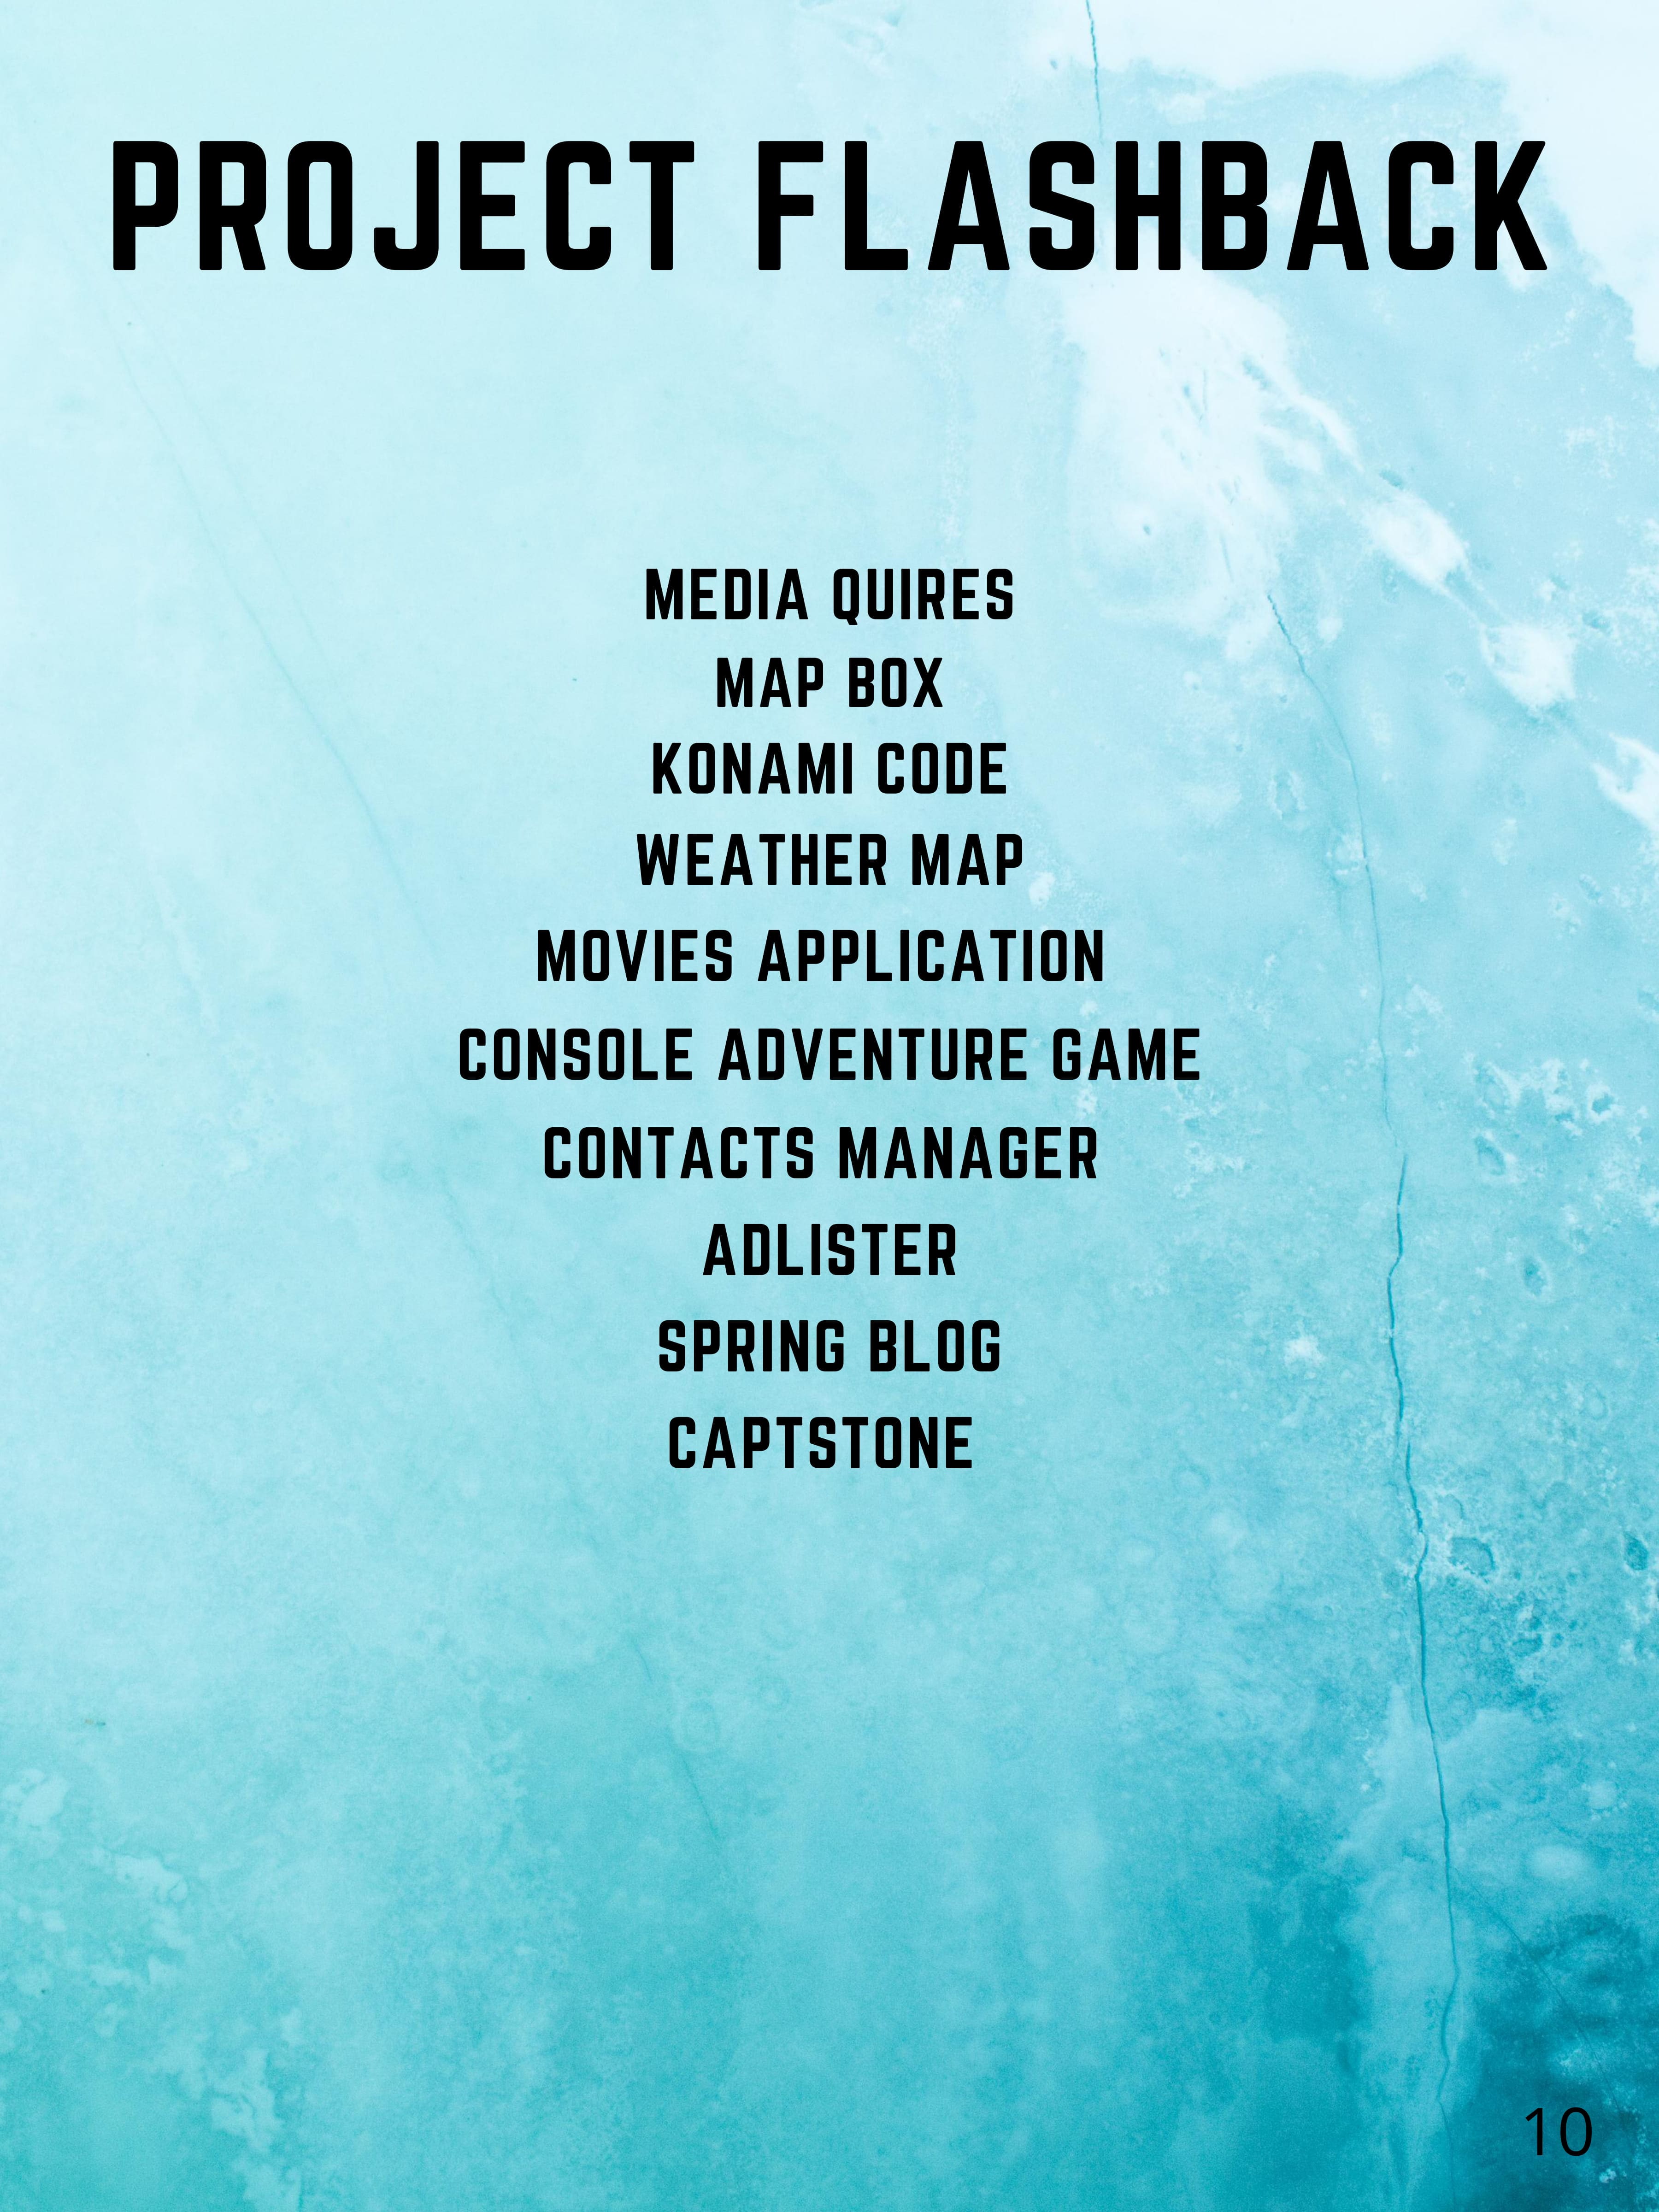 PROJECT FLASHBACK
MEDIA QUIRES
MAP BOX
KONAMI CODE
WEATHER MAP
MOVIES APPLICATION
CONSOLE ADVENTURE GAME
CONTACTS MANAGER
ADLISTER
SPRING BLOG
CAPTSTONE
10